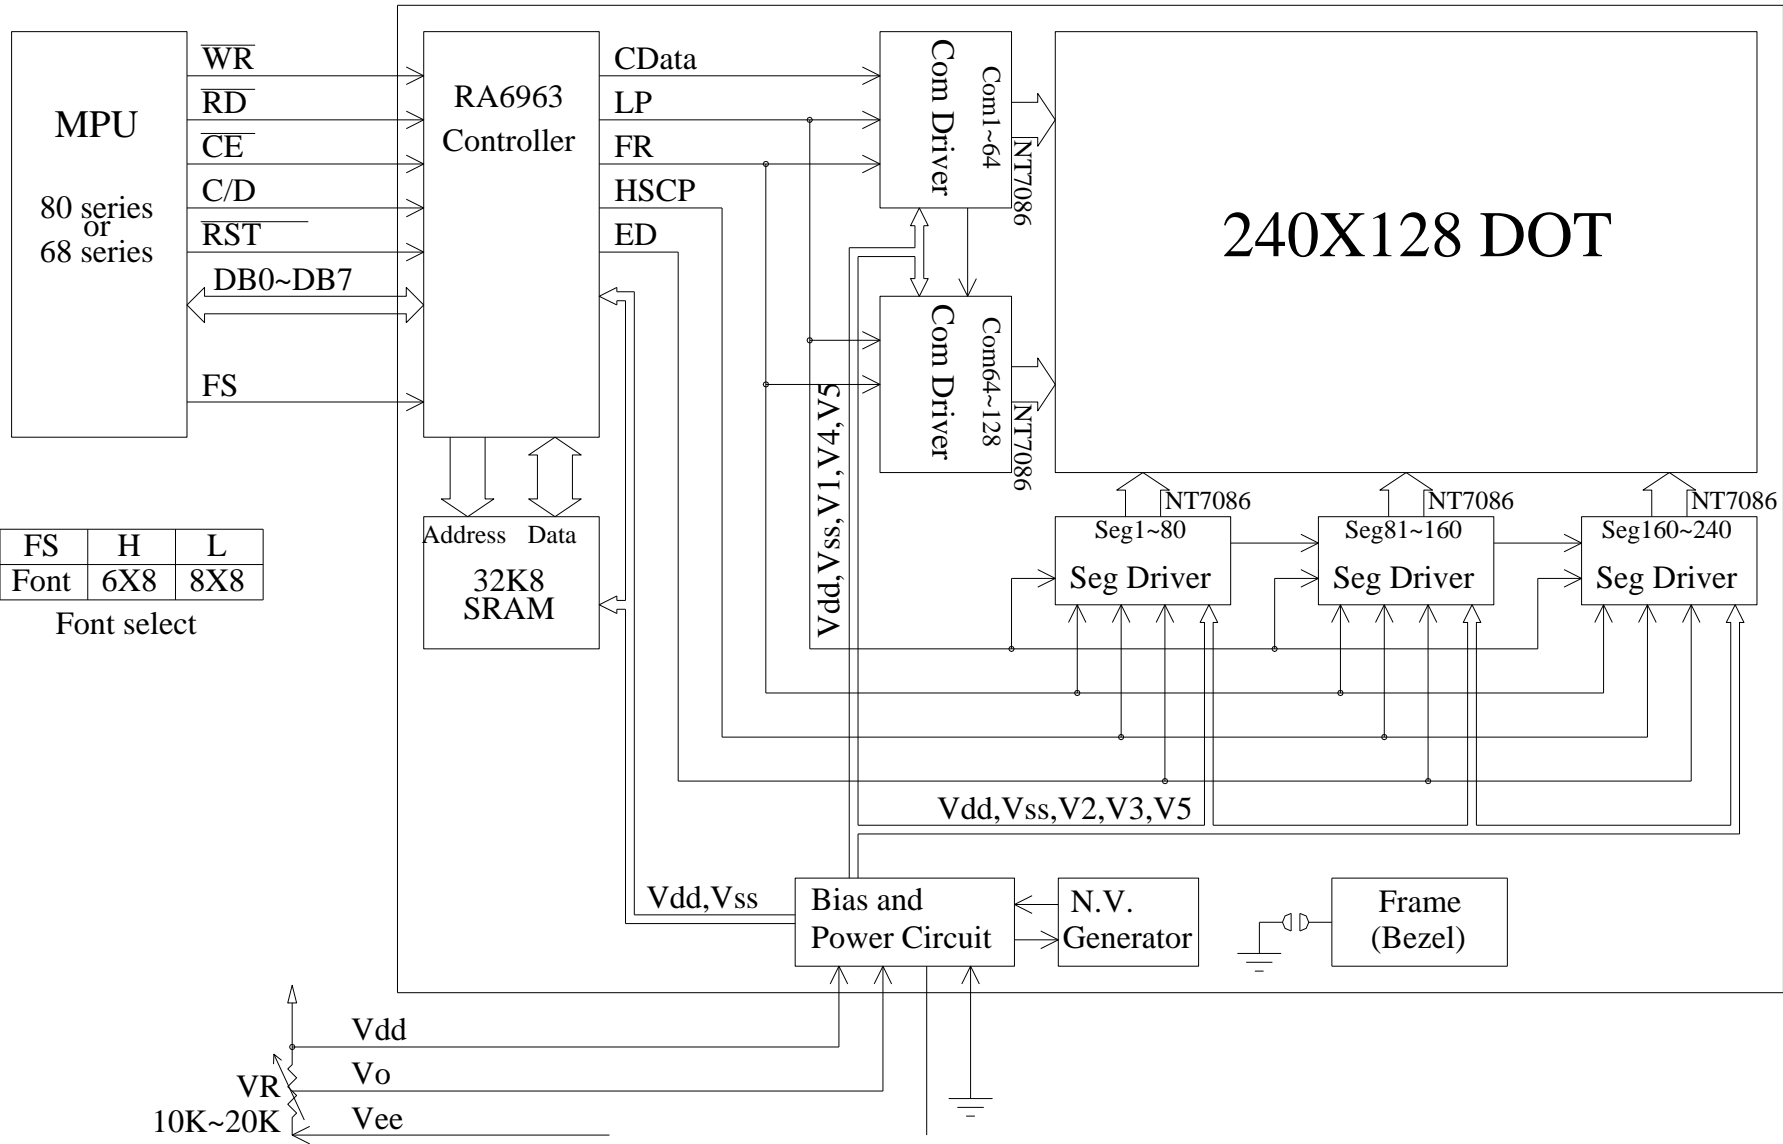 MPU
80 series
or
68 series
WR
RD
CE
C/D
RST
DB0~DB7
FS
RA6963
Controller
CData
LP
FR
HSCP
ED
Com Driver
Com1~64
NT7086
Com Driver
Com64~128
NT7086
240X128 DOT
Address
Data
32K8
SRAM
FS H L
Font 6X8 8X8
Font select
Vdd,Vss,V1,V4,V5
NT7086
NT7086
NT7086
Seg1~80
Seg Driver
Seg81~160
Seg Driver
Seg160~240
Seg Driver
Vdd,Vss,V2,V3,V5
Vdd,Vss
Bias and
Power Circuit
N.V.
Generator
Frame
(Bezel)
Vdd
Vo
VR
10K~20K
Vee